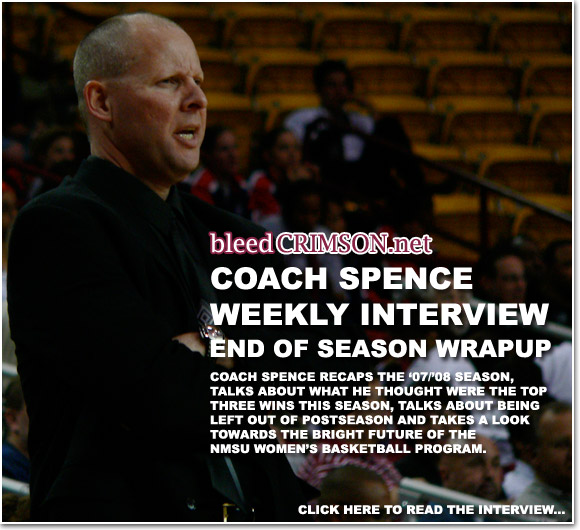 bleedCRIMSON.net
COACH SPENCE
WEEKLY INTERVIEW
END OF SEASON WRAPUP
COACH SPENCE RECAPS THE ‘07/’08 SEASON,
TALKS ABOUT WHAT HE THOUGHT WERE THE TOP
THREE WINS THIS SEASON, TALKS ABOUT BEING
LEFT OUT OF POSTSEASON AND TAKES A LOOK
TOWARDS THE BRIGHT FUTURE OF THE
NMSU WOMEN’S BASKETBALL PROGRAM.
CLICK HERE TO READ THE INTERVIEW...